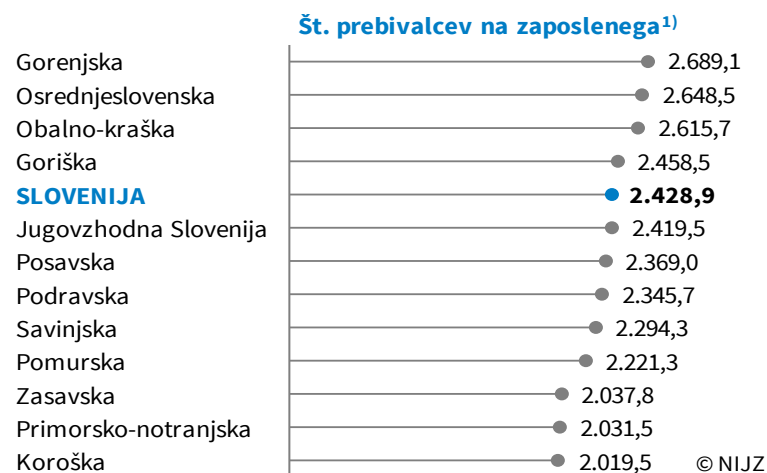 Št. prebivalcev na zaposlenega¹⁾
Gorenjska 2.689,1
Osrednjeslovenska 2.648,5
Obalno-kraška 2.615,7
Goriška 2.458,5
SLOVENIJA 2.428,9
Jugovzhodna Slovenija 2.419,5
Posavska 2.369,0
Podravska 2.345,7
Savinjska 2.294,3
Pomurska 2.221,3
Zasavska 2.037,8
Primorsko-notranjska 2.031,5
Koroška 2.019,5 © NIJZ